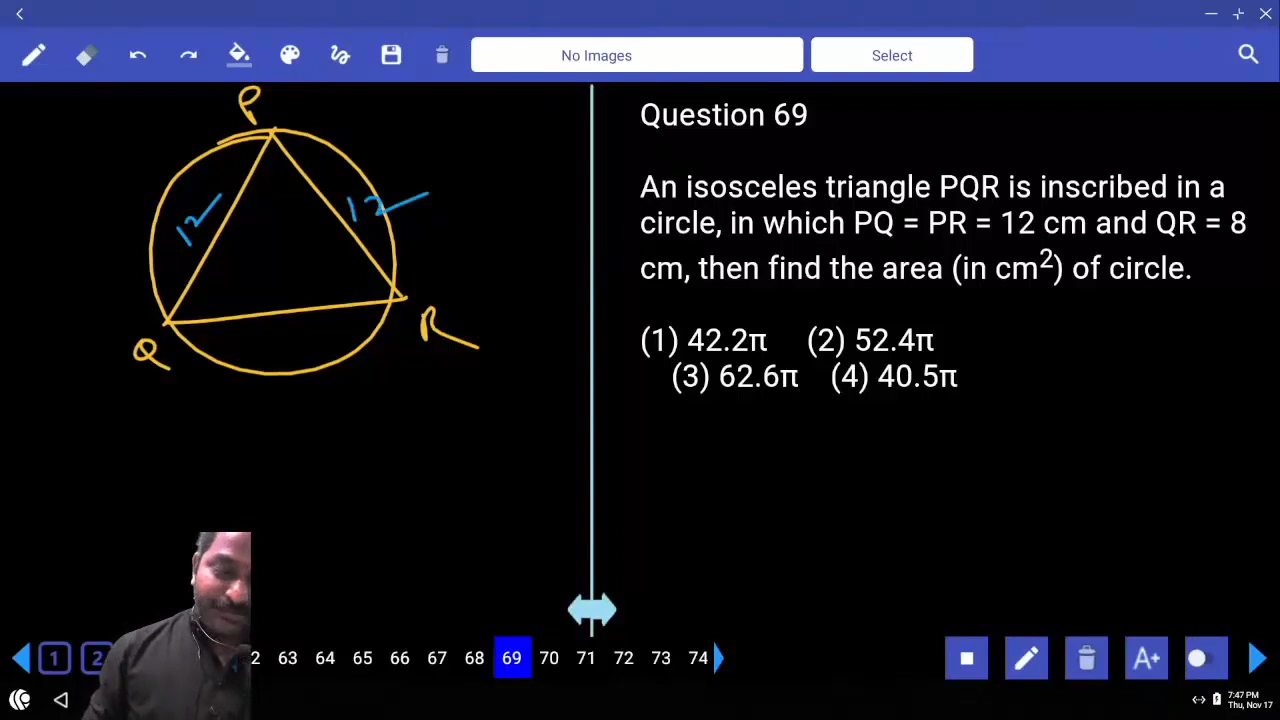 No Images
Select
P
12
12
Q
R
Question 69
An isosceles triangle PQR is inscribed in a
circle, in which PQ = PR = 12 cm and QR = 8
cm, then find the area (in cm²) of circle.
(1) 42.2π (2) 52.4π
(3) 62.6π (4) 40.5π
1 2 2 63 64 65 66 67 68 69 70 71 72 73 74
A+
7:47 PM
Thu, Nov 17